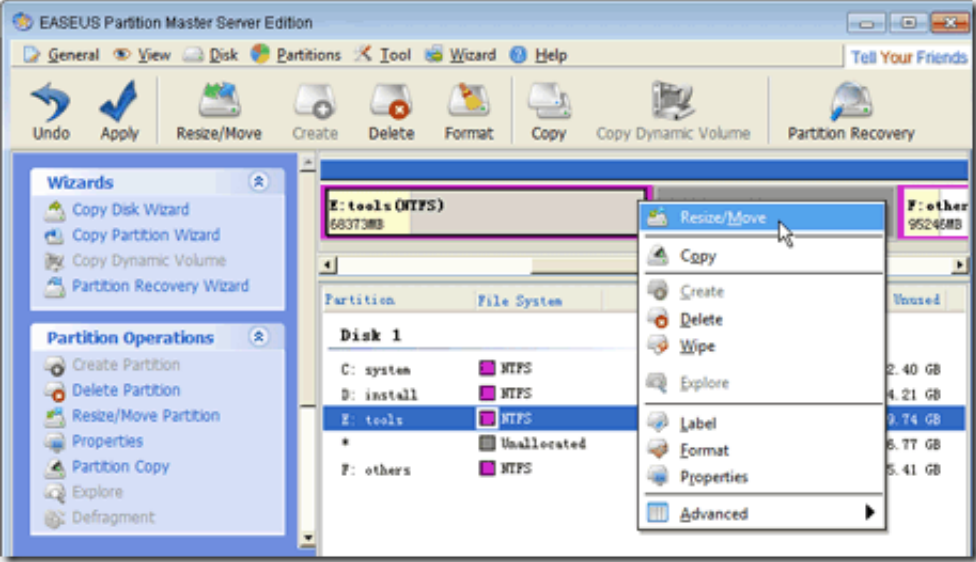 EASEUS Partition Master Server Edition
General View Disk Partitions Tool Wizard Help Tell Your Friends
Undo Apply Resize/Move Create Delete Format Copy Copy Dynamic Volume Partition Recovery
Wizards
Copy Disk Wizard
Copy Partition Wizard
Copy Dynamic Volume
Partition Recovery Wizard
Partition Operations
Create Partition
Delete Partition
Resize/Move Partition
Properties
Partition Copy
Explore
Defragment
E:tools(NTFS) F:other
68373MB 95246MB
Partition File System Unused
Disk 1
C: system NTFS 2.40 GB
D: install NTFS 4.21 GB
E: tools NTFS 9.74 GB
* Unallocated 6.77 GB
F: others NTFS 5.41 GB
Resize/Move
Copy
Create
Delete
Wipe
Explore
Label
Format
Properties
Advanced